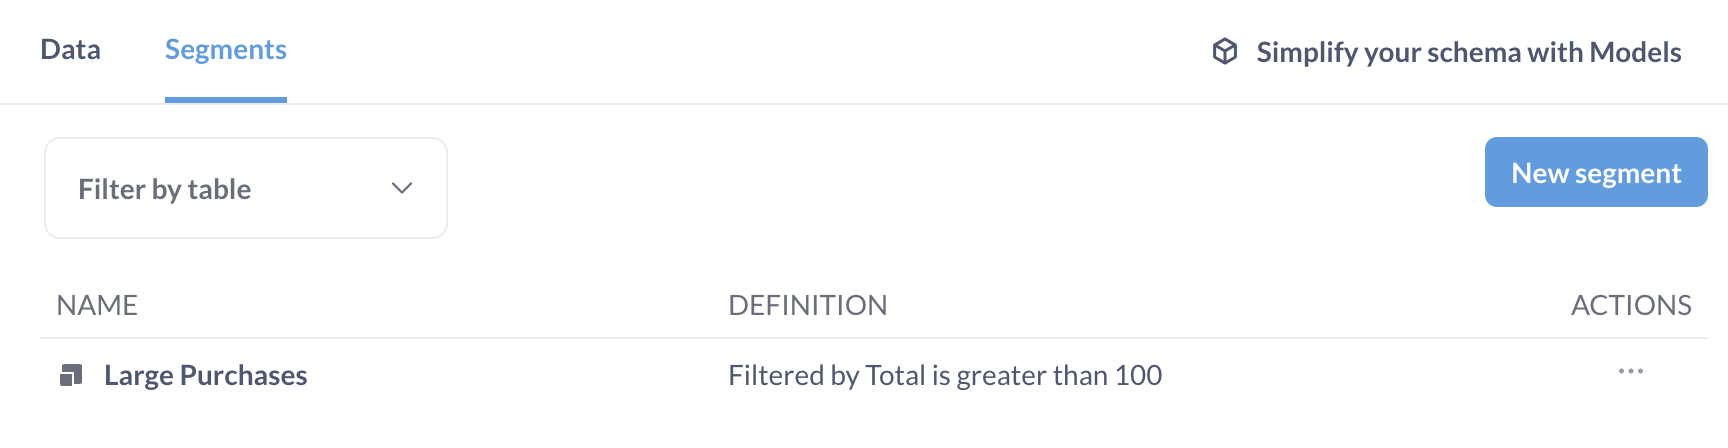 Data Segments Simplify your schema with Models
Filter by table New segment
NAME DEFINITION ACTIONS
Large Purchases Filtered by Total is greater than 100 ...